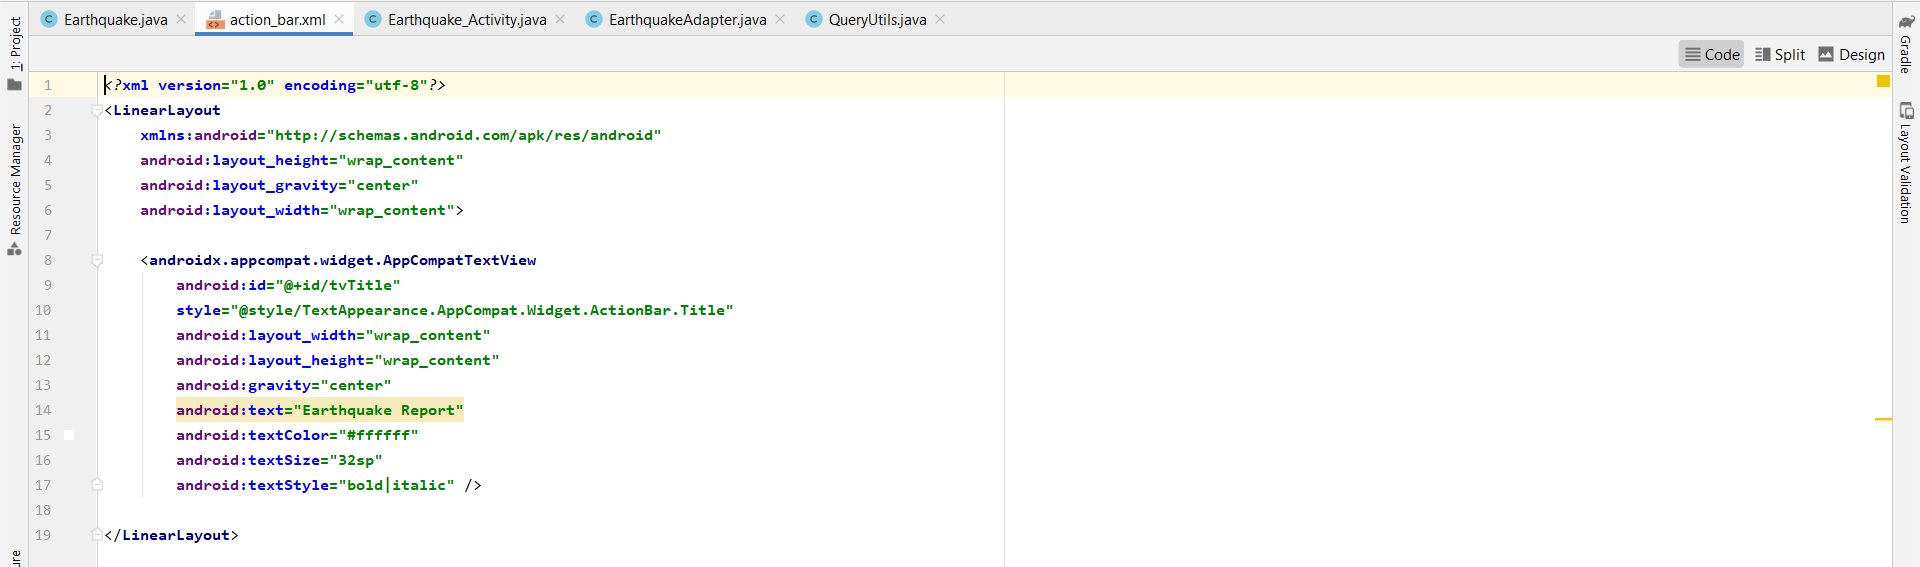 Earthquake.java
action_bar.xml
Earthquake_Activity.java
EarthquakeAdapter.java
QueryUtils.java
Code
Split
Design
1: Project
Resource Manager
Gradle
Layout Validation
1 <?xml version="1.0" encoding="utf-8"?>
2 <LinearLayout
3 xmlns:android="http://schemas.android.com/apk/res/android"
4 android:layout_height="wrap_content"
5 android:layout_gravity="center"
6 android:layout_width="wrap_content">
7
8 <androidx.appcompat.widget.AppCompatTextView
9 android:id="@+id/tvTitle"
10 style="@style/TextAppearance.AppCompat.Widget.ActionBar.Title"
11 android:layout_width="wrap_content"
12 android:layout_height="wrap_content"
13 android:gravity="center"
14 android:text="Earthquake Report"
15 android:textColor="#ffffff"
16 android:textSize="32sp"
17 android:textStyle="bold|italic" />
18
19 </LinearLayout>